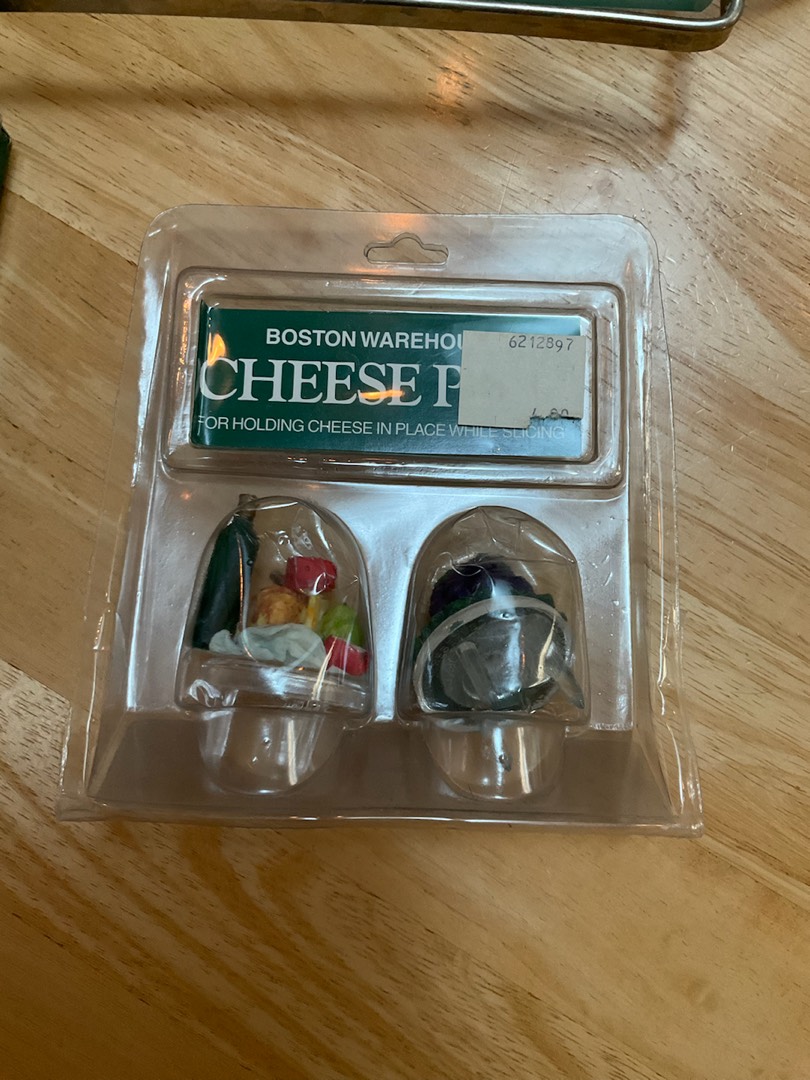 BOSTON WAREHOU
6212897
CHEESE P
FOR HOLDING CHEESE IN PLACE WHILE SLICING